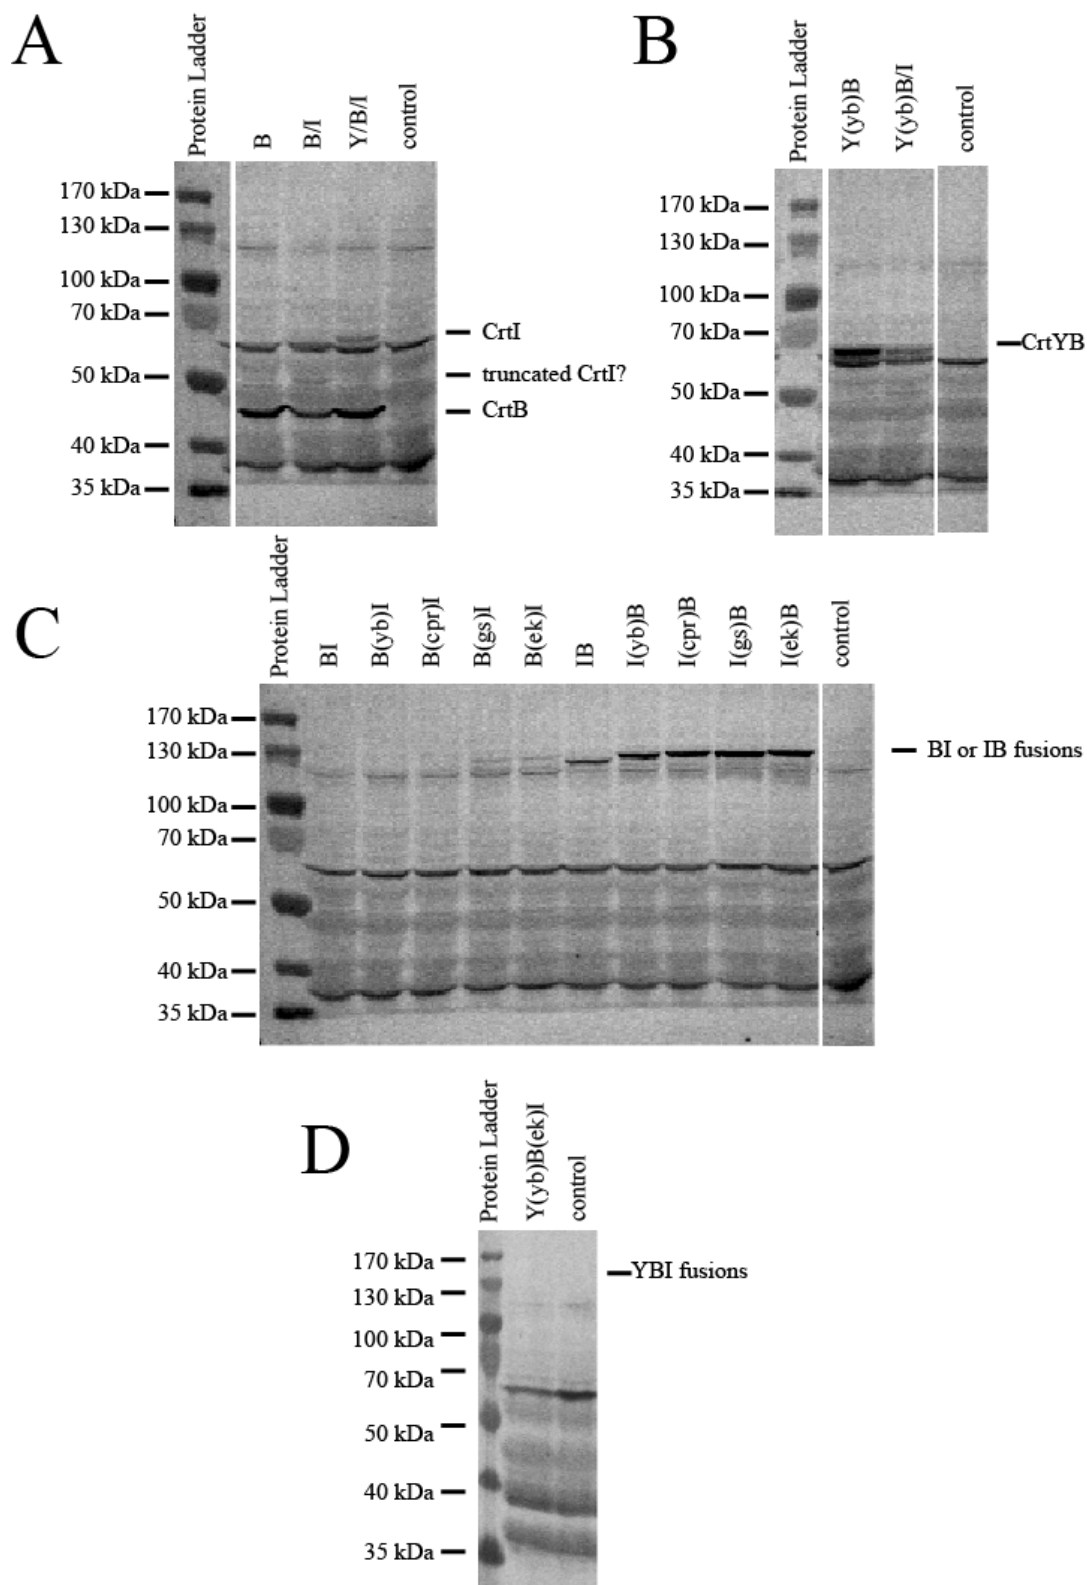 A
Protein Ladder
B
B/I
Y/B/I
control
170 kDa
130 kDa
100 kDa
70 kDa
50 kDa
40 kDa
35 kDa
CrtI
truncated CrtI?
CrtB
B
Protein Ladder
Y(yb)B
Y(yb)B/I
control
170 kDa
130 kDa
100 kDa
70 kDa
50 kDa
40 kDa
35 kDa
CrtYB
C
Protein Ladder
BI
B(yb)I
B(cpr)I
B(gs)I
B(ek)I
IB
I(yb)B
I(cpr)B
I(gs)B
I(ek)B
control
170 kDa
130 kDa
100 kDa
70 kDa
50 kDa
40 kDa
35 kDa
BI or IB fusions
D
Protein Ladder
Y(yb)B(ek)I
control
170 kDa
130 kDa
100 kDa
70 kDa
50 kDa
40 kDa
35 kDa
YBI fusions